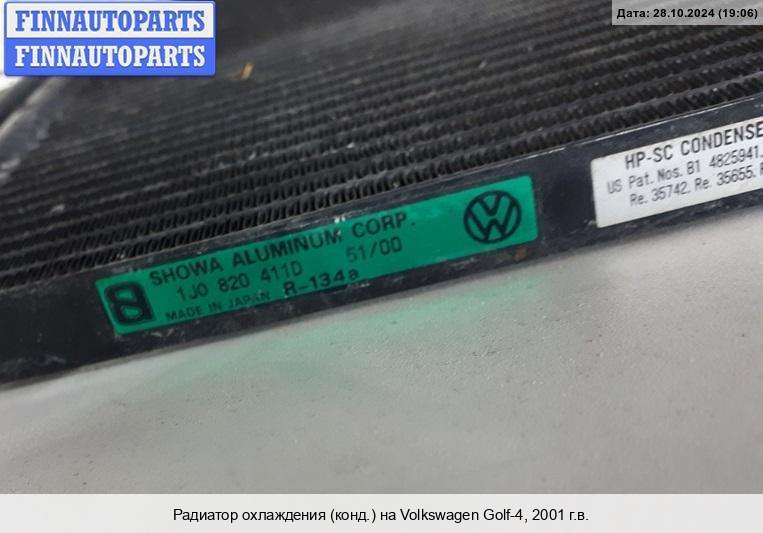 FINNAUTOPARTS
FINNAUTOPARTS
Дата: 28.10.2024 (19:06)
HP-SC CONDENSE
US Pat. Nos. B1 4825941,
Re. 35742, Re. 35655,
SHOWA ALUMINUM CORP.
1J0 820 411D 51/00
MADE IN JAPAN R-134a
Радиатор охлаждения (конд.) на Volkswagen Golf-4, 2001 г.в.